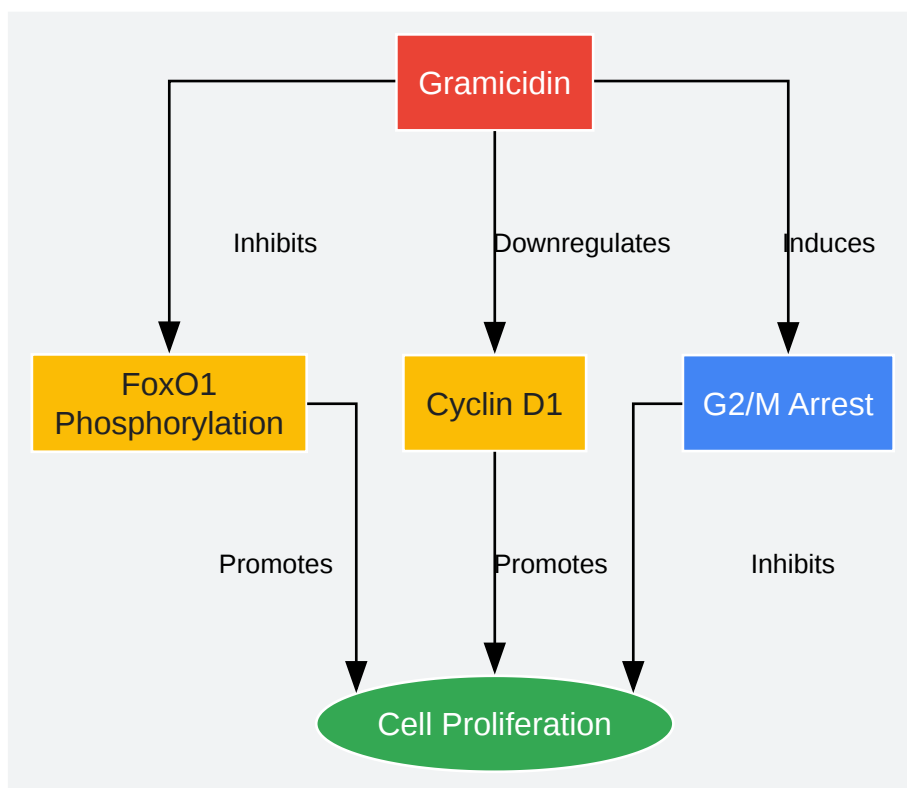 Gramicidin
Inhibits
Downregulates
Induces
FoxO1
Phosphorylation
Cyclin D1
G2/M Arrest
Promotes
Promotes
Inhibits
Cell Proliferation